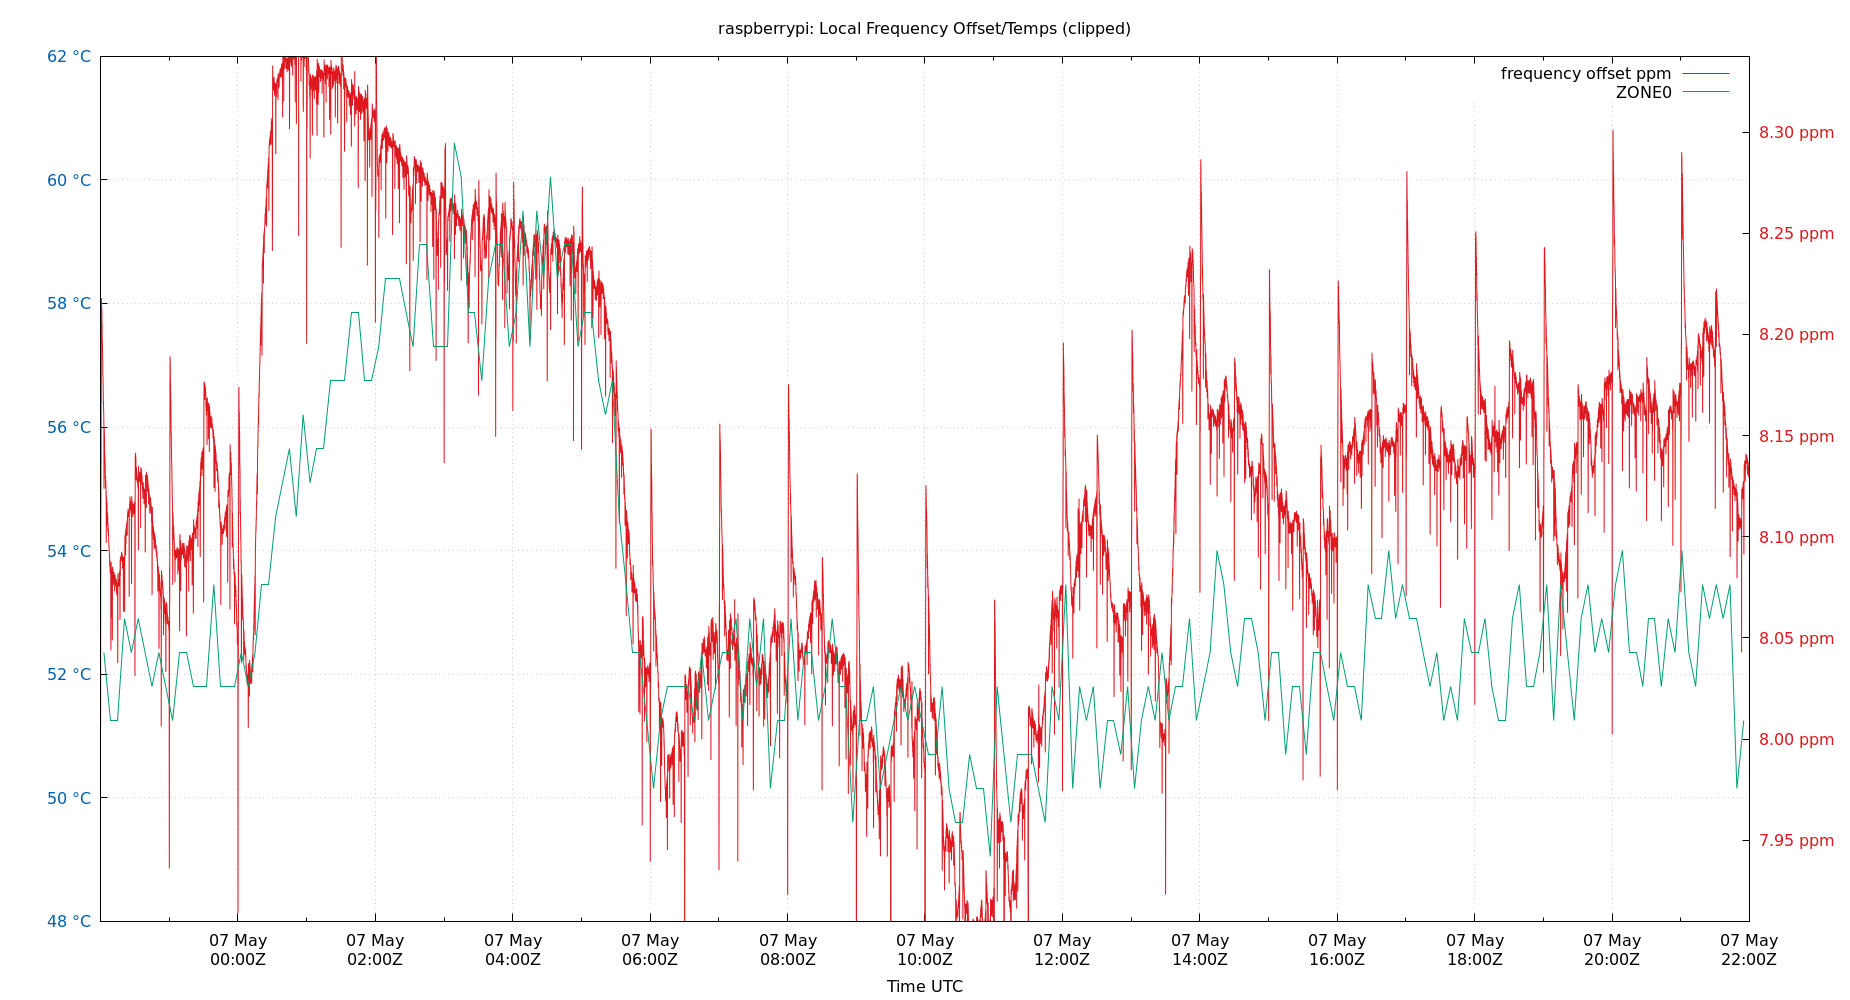 raspberrypi: Local Frequency Offset/Temps (clipped)
frequency offset ppm
ZONE0
62 °C
60 °C
58 °C
56 °C
54 °C
52 °C
50 °C
48 °C
8.30 ppm
8.25 ppm
8.20 ppm
8.15 ppm
8.10 ppm
8.05 ppm
8.00 ppm
7.95 ppm
07 May 07 May 07 May 07 May 07 May 07 May 07 May 07 May 07 May 07 May 07 May 07 May
00:00Z 02:00Z 04:00Z 06:00Z 08:00Z 10:00Z 12:00Z 14:00Z 16:00Z 18:00Z 20:00Z 22:00Z
Time UTC